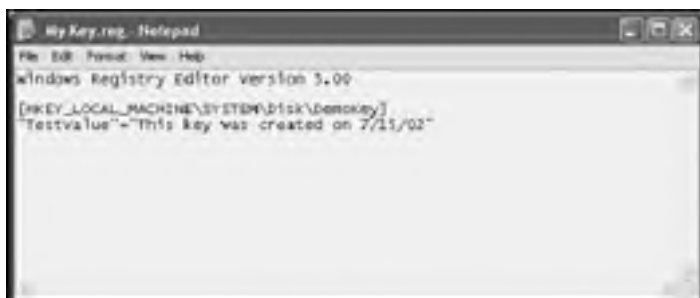 My Key.reg - Notepad
File Edit Format View Help
Windows Registry Editor Version 5.00
[HKEY_LOCAL_MACHINE\SYSTEM\Disk\DemoKey]
"TestValue"="This key was created on 7/15/02"